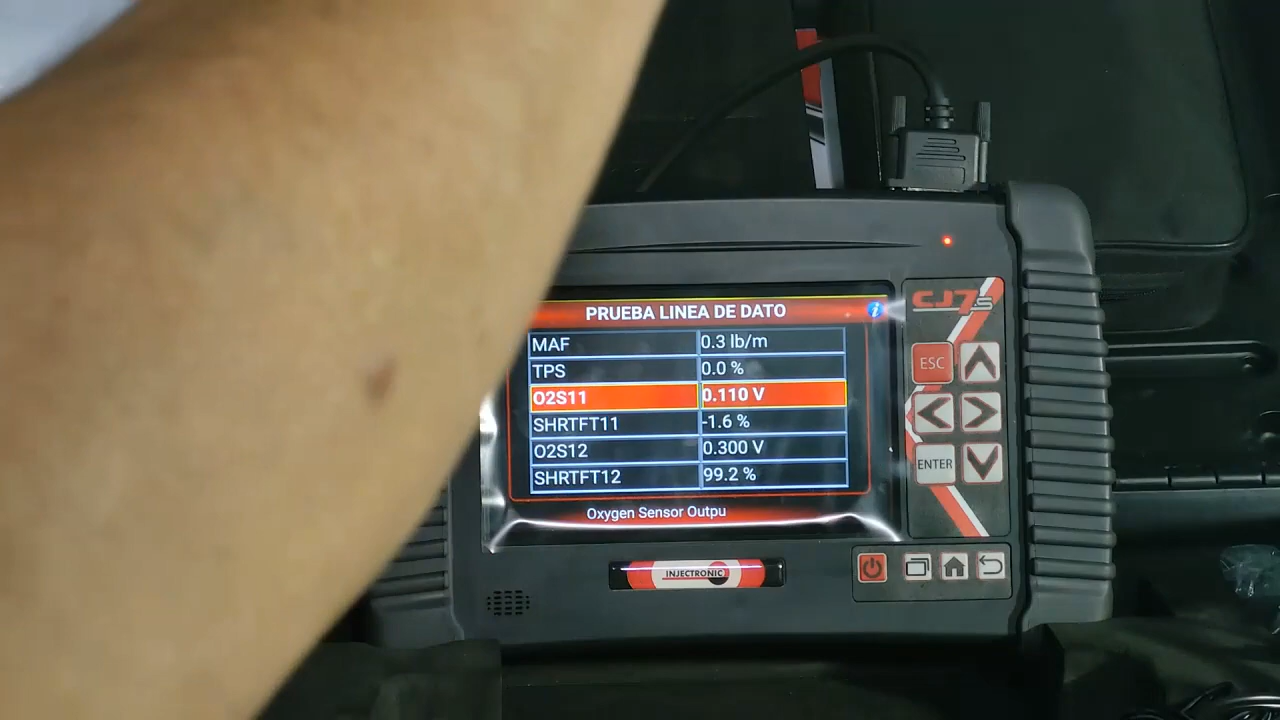 PRUEBA LINEA DE DATO
MAF 0.3 lb/m
TPS 0.0 %
O2S11 0.110 V
SHRTFT11 -1.6 %
O2S12 0.300 V
SHRTFT12 99.2 %
Oxygen Sensor Outpu
CJ7s
ESC
ENTER
INJECTRONIC